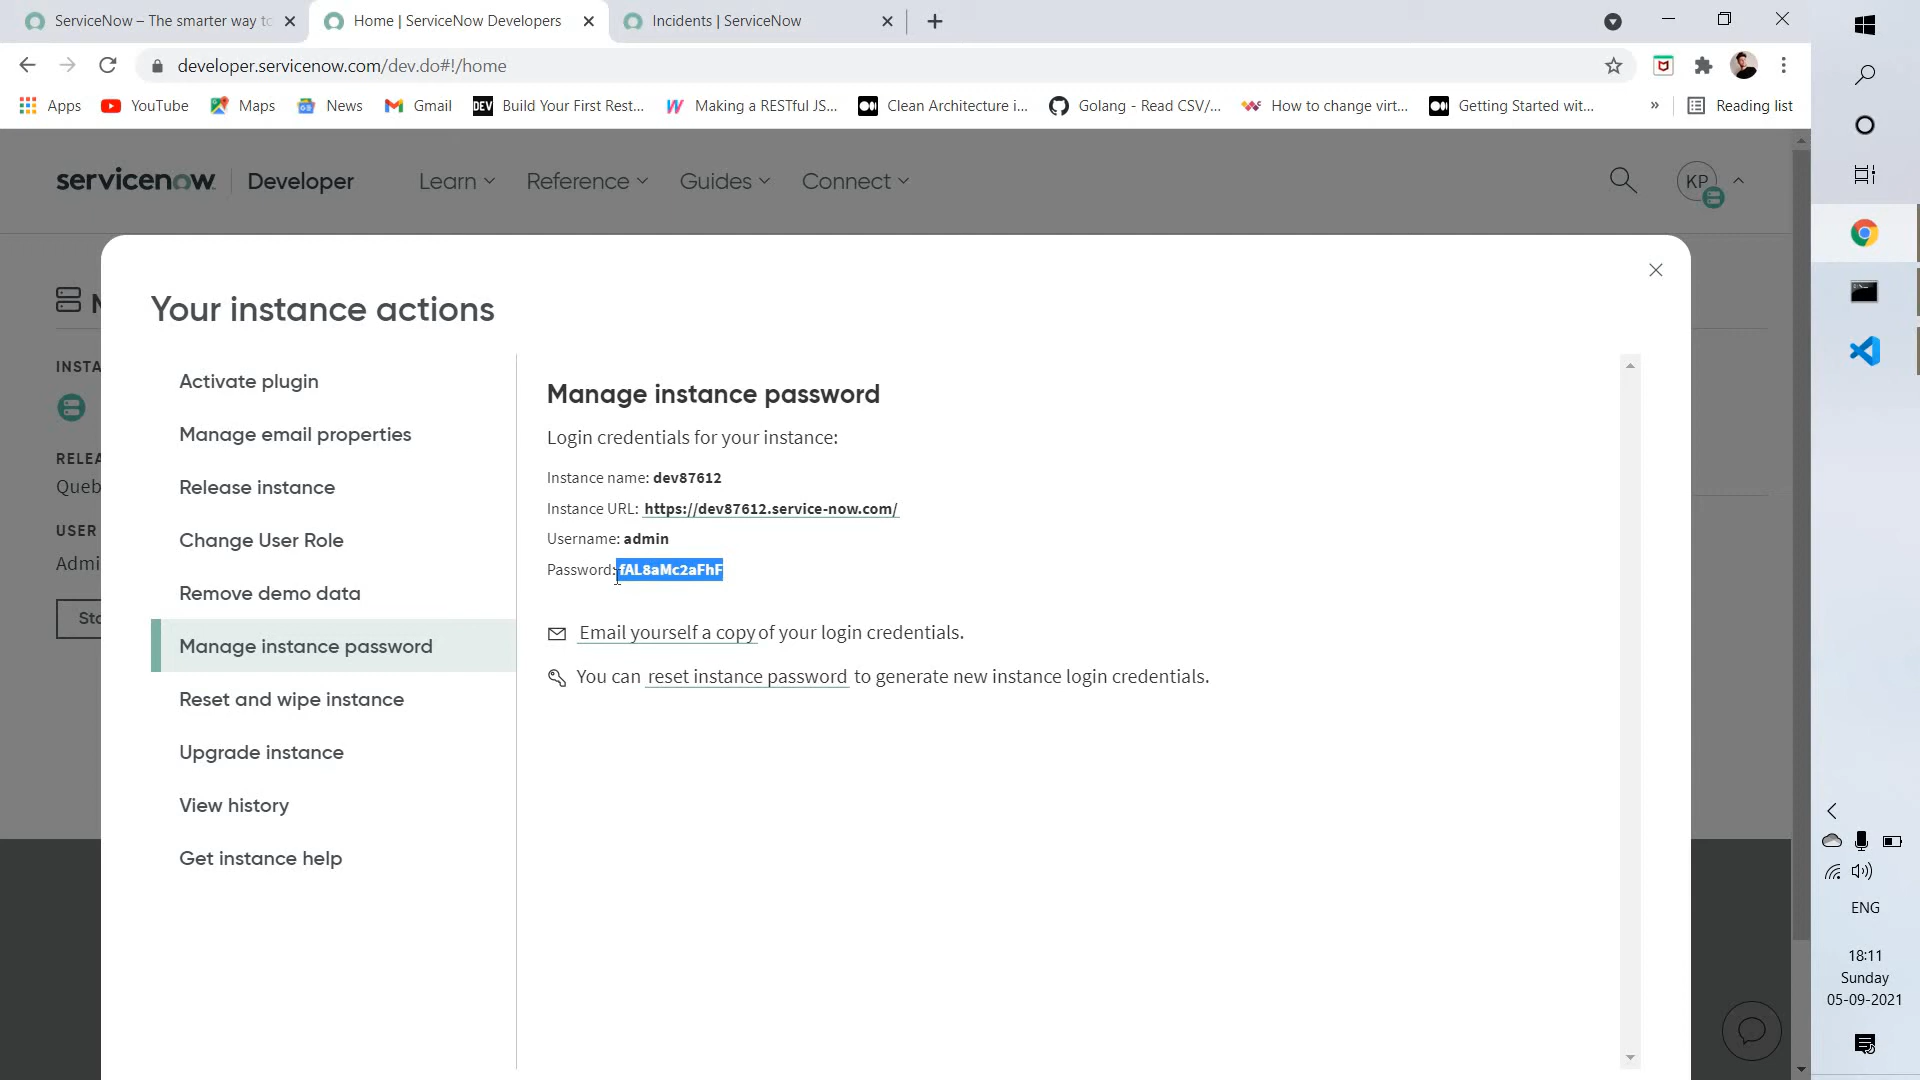 ServiceNow – The smarter way to
Home | ServiceNow Developers
Incidents | ServiceNow
developer.servicenow.com/dev.do#!/home
Apps
YouTube
Maps
News
Gmail
DEV
Build Your First Rest...
Making a RESTful JS...
Clean Architecture i...
Golang - Read CSV/...
How to change virt...
Getting Started wit...
»
Reading list
servicenow
Developer
Learn
Reference
Guides
Connect
KP
Your instance actions
INSTA
RELEA
Queb
USER
Admi
Activate plugin
Manage email properties
Release instance
Change User Role
Remove demo data
Manage instance password
Reset and wipe instance
Upgrade instance
View history
Get instance help
Manage instance password
Login credentials for your instance:
Instance name: dev87612
Instance URL: https://dev87612.service-now.com/
Username: admin
Password: fAL8aMc2aFhF
Email yourself a copy of your login credentials.
You can reset instance password to generate new instance login credentials.
ENG
18:11
Sunday
05-09-2021